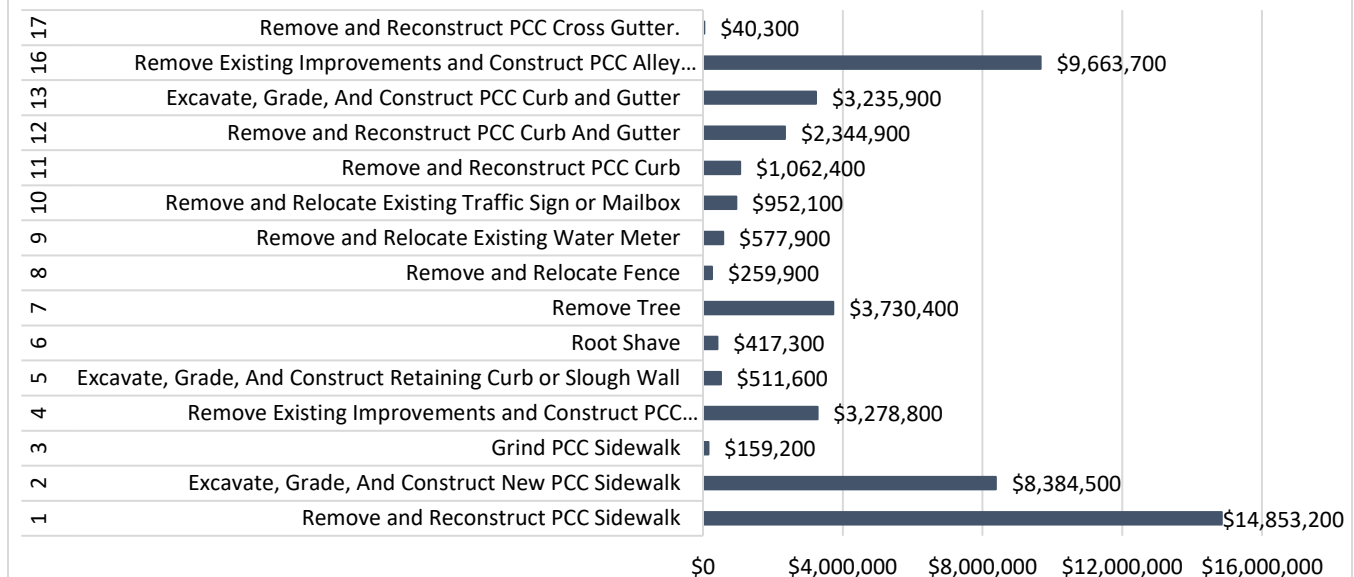 17 Remove and Reconstruct PCC Cross Gutter. $40,300
16 Remove Existing Improvements and Construct PCC Alley… $9,663,700
13 Excavate, Grade, And Construct PCC Curb and Gutter $3,235,900
12 Remove and Reconstruct PCC Curb And Gutter $2,344,900
11 Remove and Reconstruct PCC Curb $1,062,400
10 Remove and Relocate Existing Traffic Sign or Mailbox $952,100
9 Remove and Relocate Existing Water Meter $577,900
8 Remove and Relocate Fence $259,900
7 Remove Tree $3,730,400
6 Root Shave $417,300
5 Excavate, Grade, And Construct Retaining Curb or Slough Wall $511,600
4 Remove Existing Improvements and Construct PCC… $3,278,800
3 Grind PCC Sidewalk $159,200
2 Excavate, Grade, And Construct New PCC Sidewalk $8,384,500
1 Remove and Reconstruct PCC Sidewalk $14,853,200
$0 $4,000,000 $8,000,000 $12,000,000 $16,000,000